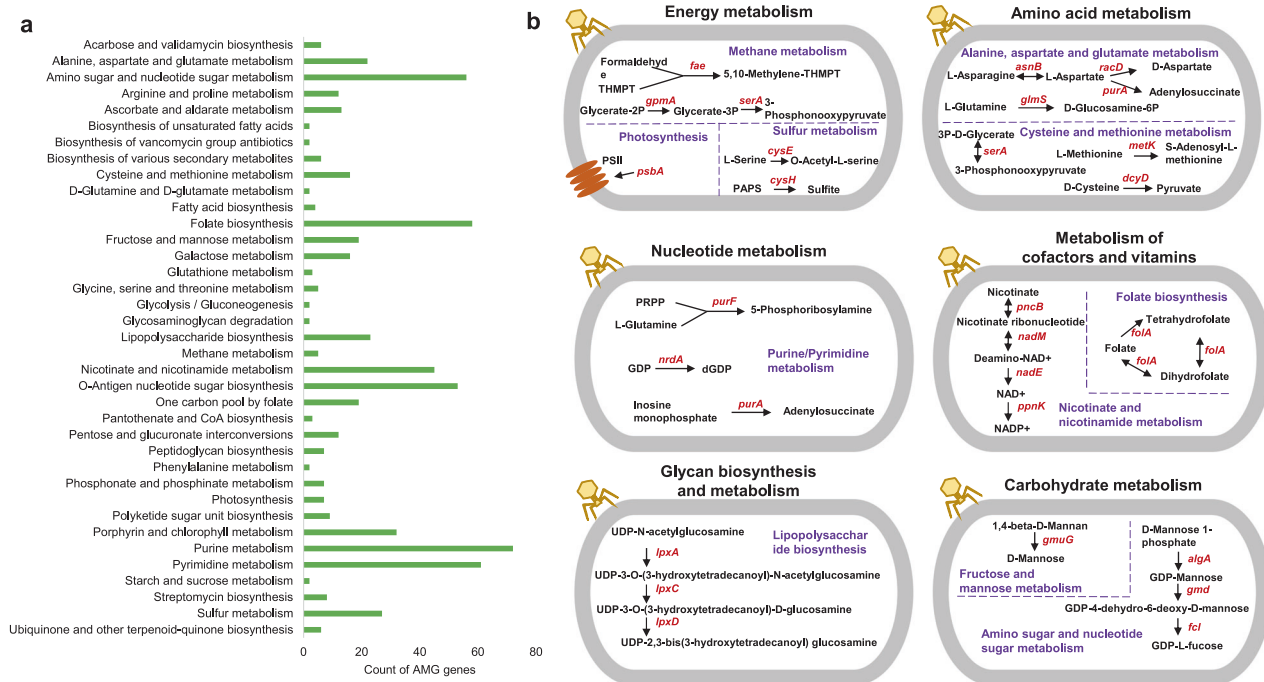 a
Acarbose and validamycin biosynthesis
Alanine, aspartate and glutamate metabolism
Amino sugar and nucleotide sugar metabolism
Arginine and proline metabolism
Ascorbate and aldarate metabolism
Biosynthesis of unsaturated fatty acids
Biosynthesis of vancomycin group antibiotics
Biosynthesis of various secondary metabolites
Cysteine and methionine metabolism
D-Glutamine and D-glutamate metabolism
Fatty acid biosynthesis
Folate biosynthesis
Fructose and mannose metabolism
Galactose metabolism
Glutathione metabolism
Glycine, serine and threonine metabolism
Glycolysis / Gluconeogenesis
Glycosaminoglycan degradation
Lipopolysaccharide biosynthesis
Methane metabolism
Nicotinate and nicotinamide metabolism
O-Antigen nucleotide sugar biosynthesis
One carbon pool by folate
Pantothenate and CoA biosynthesis
Pentose and glucuronate interconversions
Peptidoglycan biosynthesis
Phenylalanine metabolism
Phosphonate and phosphinate metabolism
Photosynthesis
Polyketide sugar unit biosynthesis
Porphyrin and chlorophyll metabolism
Purine metabolism
Pyrimidine metabolism
Starch and sucrose metabolism
Streptomycin biosynthesis
Sulfur metabolism
Ubiquinone and other terpenoid-quinone biosynthesis
0 20 40 60 80
Count of AMG genes
b
Energy metabolism
Methane metabolism
Formaldehyd
e
THMPT
fae
5,10-Methylene-THMPT
Glycerate-2P
gpmA
Glycerate-3P
serA
3-
Phosphonooxypyruvate
Photosynthesis
PSII
psbA
Sulfur metabolism
L-Serine
cysE
O-Acetyl-L-serine
PAPS
cysH
Sulfite
Amino acid metabolism
Alanine, aspartate and glutamate metabolism
L-Asparagine
asnB
L-Aspartate
racD
D-Aspartate
purA
Adenylosuccinate
L-Glutamine
glmS
D-Glucosamine-6P
Cysteine and methionine metabolism
3P-D-Glycerate
serA
3-Phosphonooxypyruvate
L-Methionine
metK
S-Adenosyl-L-
methionine
D-Cysteine
dcyD
Pyruvate
Nucleotide metabolism
PRPP
L-Glutamine
purF
5-Phosphoribosylamine
GDP
nrdA
dGDP
Purine/Pyrimidine
metabolism
Inosine
monophosphate
purA
Adenylosuccinate
Metabolism of
cofactors and vitamins
Nicotinate
pncB
Nicotinate ribonucleotide
nadM
Deamino-NAD+
nadE
NAD+
ppnK
NADP+
Folate biosynthesis
Tetrahydrofolate
folA
Folate
folA
folA
Dihydrofolate
Nicotinate and
nicotinamide metabolism
Glycan biosynthesis
and metabolism
UDP-N-acetylglucosamine
Lipopolysacchar
ide biosynthesis
lpxA
UDP-3-O-(3-hydroxytetradecanoyl)-N-acetylglucosamine
lpxC
UDP-3-O-(3-hydroxytetradecanoyl)-D-glucosamine
lpxD
UDP-2,3-bis(3-hydroxytetradecanoyl) glucosamine
Carbohydrate metabolism
1,4-beta-D-Mannan
gmuG
D-Mannose
Fructose and
mannose metabolism
D-Mannose 1-
phosphate
algA
GDP-Mannose
gmd
GDP-4-dehydro-6-deoxy-D-mannose
fcl
GDP-L-fucose
Amino sugar and nucleotide
sugar metabolism